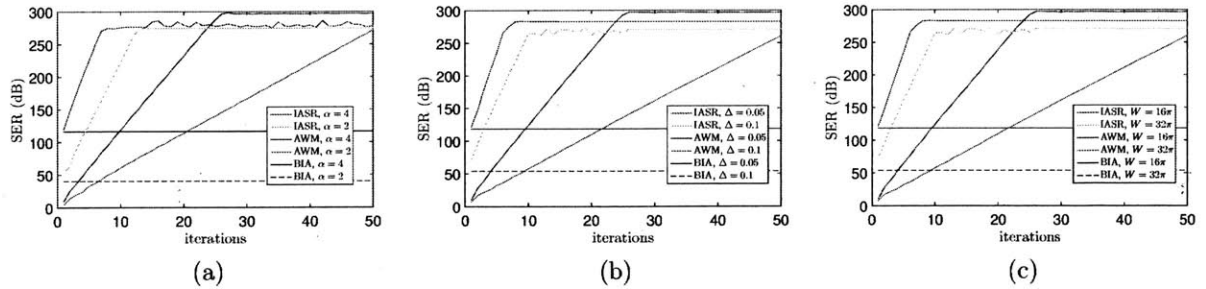 300
250
200
150
100
50
0
SER (dB)
IASR, α = 4
IASR, α = 2
AWM, α = 4
AWM, α = 2
BIA, α = 4
BIA, α = 2
0 10 20 30 40 50
iterations
(a)
300
250
200
150
100
50
0
SER (dB)
IASR, Δ = 0.05
IASR, Δ = 0.1
AWM, Δ = 0.05
AWM, Δ = 0.1
BIA, Δ = 0.05
BIA, Δ = 0.1
0 10 20 30 40 50
iterations
(b)
300
250
200
150
100
50
0
SER (dB)
IASR, W = 16π
IASR, W = 32π
AWM, W = 16π
AWM, W = 32π
BIA, W = 16π
BIA, W = 32π
0 10 20 30 40 50
iterations
(c)